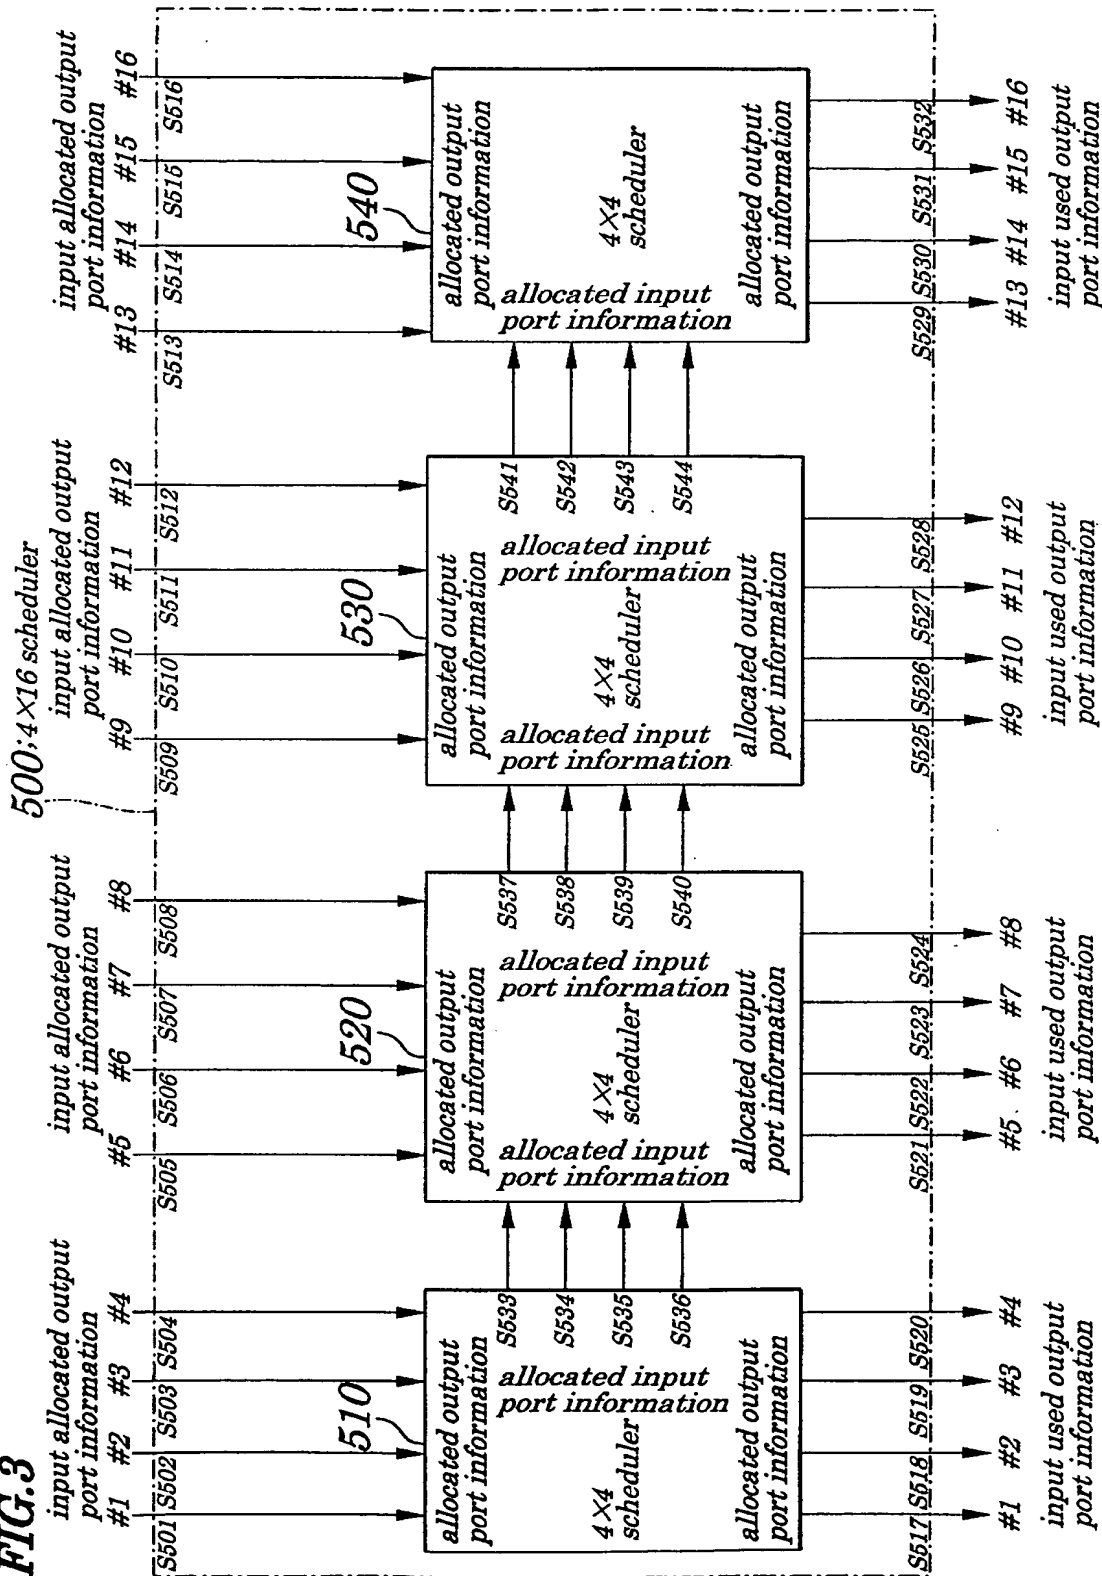 FIG.3
500;4×16 scheduler
input allocated output
port information
#1 #2 #3 #4
S501 S502 S503 S504
input allocated output
port information
#5 #6 #7 #8
S505 S506 S507 S508
input allocated output
port information
#9 #10 #11 #12
S509 S510 S511 S512
input allocated output
port information
#13 #14 #15 #16
S513 S514 S515 S516
510
allocated output
port information
4×4
scheduler
allocated input
port information
S533
S534
S535
S536
allocated output
port information
520
allocated output
port information
allocated input
port information
4×4
scheduler
allocated input
port information
S537
S538
S539
S540
allocated output
port information
530
allocated output
port information
allocated input
port information
4×4
scheduler
allocated input
port information
S541
S542
S543
S544
allocated output
port information
540
allocated output
port information
allocated input
port information
4×4
scheduler
allocated output
port information
S517 S518 S519 S520
#1 #2 #3 #4
input used output
port information
S521 S522 S523 S524
#5 #6 #7 #8
input used output
port information
S525 S526 S527 S528
#9 #10 #11 #12
input used output
port information
S529 S530 S531 S532
#13 #14 #15 #16
input used output
port information